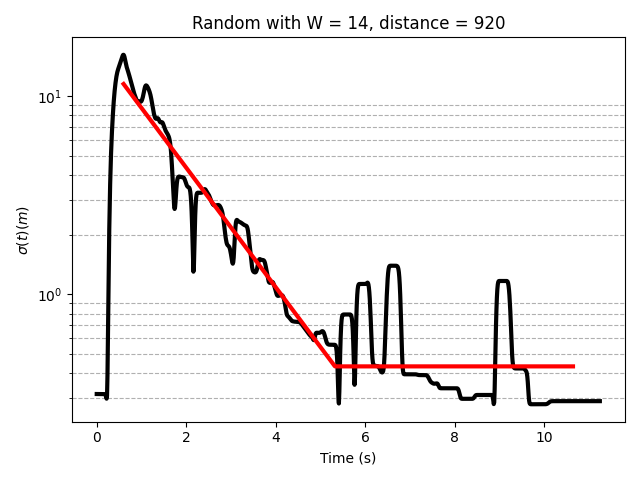 Random with W = 14, distance = 920
σ(t)(m)
10¹
10⁰
0 2 4 6 8 10
Time (s)